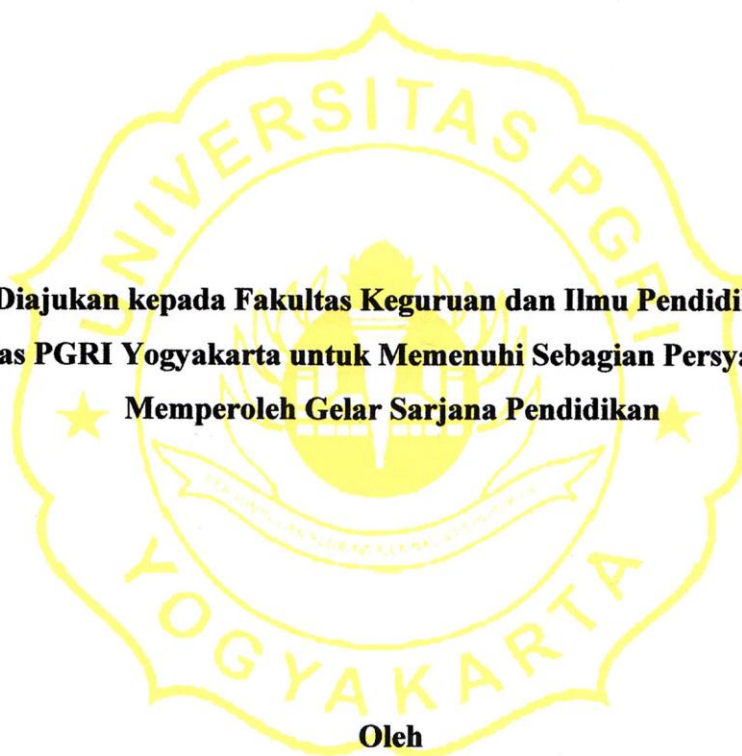 UNIVERSITAS PGRI
Diajukan kepada Fakultas Keguruan dan Ilmu Pendidi
as PGRI Yogyakarta untuk Memenuhi Sebagian Persya
Memperoleh Gelar Sarjana Pendidikan
YOGYAKARTA
Oleh